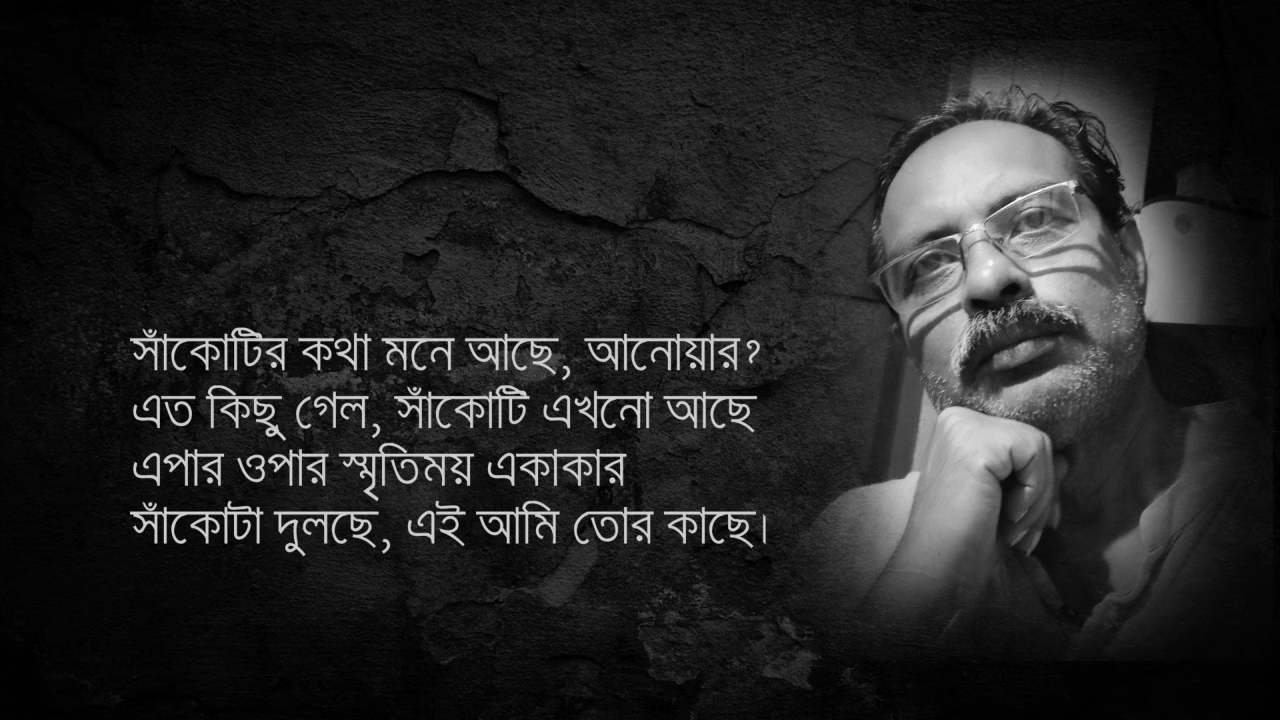 সাঁকোটির কথা মনে আছে, আনোয়ার?
এত কিছু গেল, সাঁকোটি এখনো আছে
এপার ওপার স্মৃতিময় একাকার
সাঁকোটা দুলছে, এই আমি তোর কাছে।